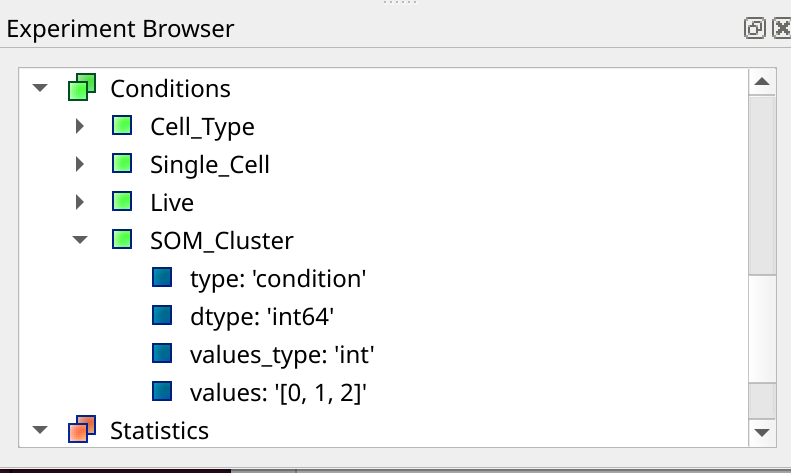 Experiment Browser
Conditions
Cell_Type
Single_Cell
Live
SOM_Cluster
type: 'condition'
dtype: 'int64'
values_type: 'int'
values: '[0, 1, 2]'
Statistics